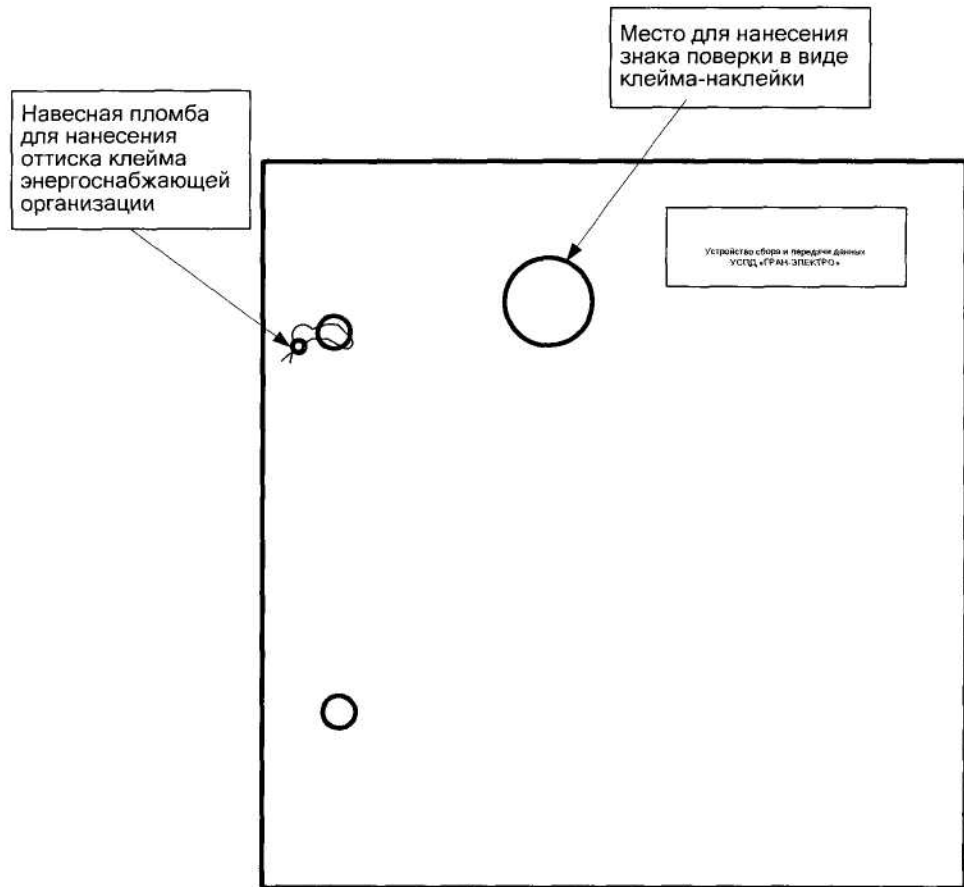 Место для нанесения
знака поверки в виде
клейма-наклейки
Навесная пломба
для нанесения
оттиска клейма
энергоснабжающей
организации
Устройство сбора и передачи данных
УСПД «ГРАН-ЭЛЕКТРО»